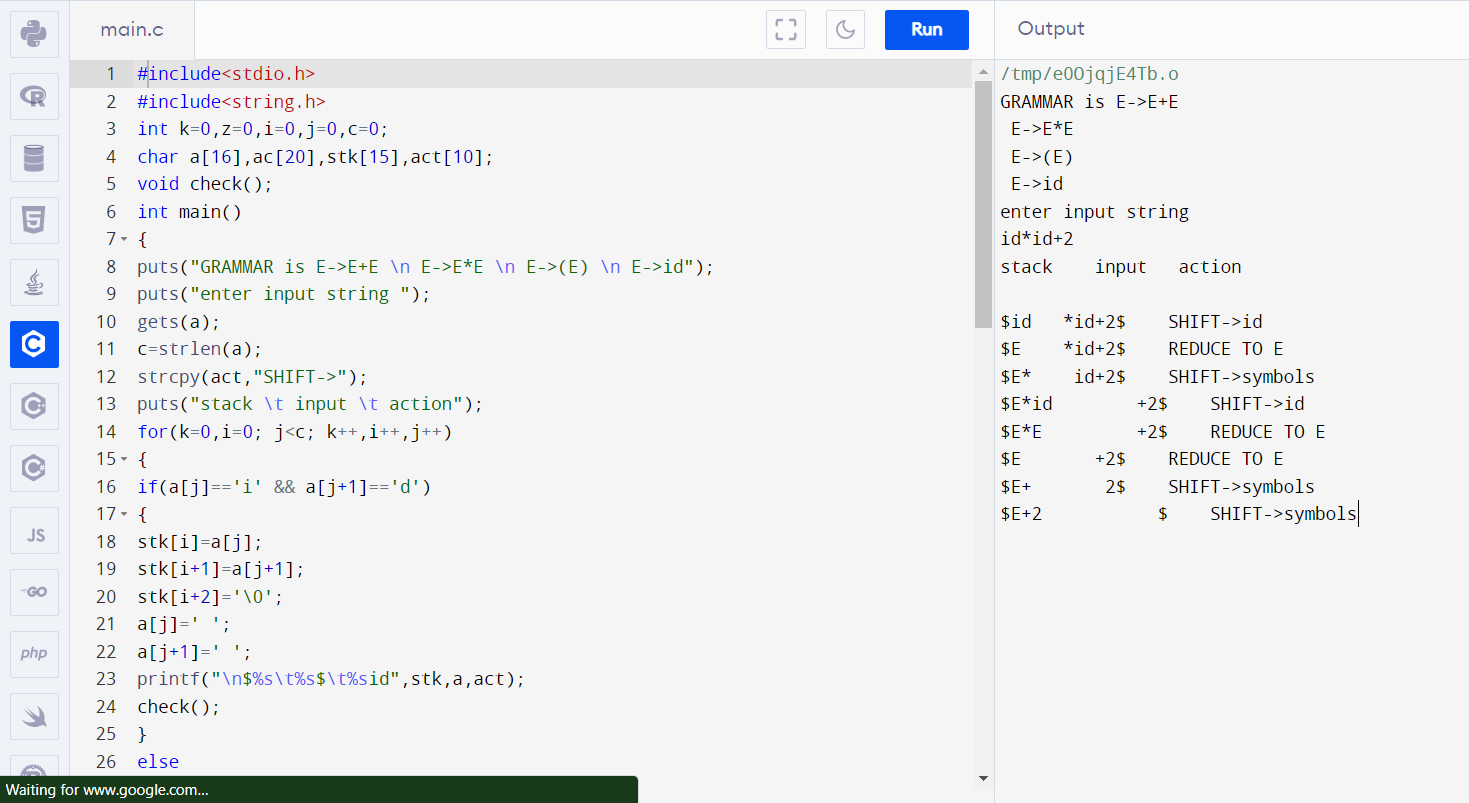 main.c
Run
Output
1 #include<stdio.h>
2 #include<string.h>
3 int k=0,z=0,i=0,j=0,c=0;
4 char a[16],ac[20],stk[15],act[10];
5 void check();
6 int main()
7 {
8 puts("GRAMMAR is E->E+E \n E->E*E \n E->(E) \n E->id");
9 puts("enter input string ");
10 gets(a);
11 c=strlen(a);
12 strcpy(act,"SHIFT->");
13 puts("stack \t input \t action");
14 for(k=0,i=0; j<c; k++,i++,j++)
15 {
16 if(a[j]=='i' && a[j+1]=='d')
17 {
18 stk[i]=a[j];
19 stk[i+1]=a[j+1];
20 stk[i+2]='\0';
21 a[j]=' ';
22 a[j+1]=' ';
23 printf("\n$%s\t%s$\t%sid",stk,a,act);
24 check();
25 }
26 else
/tmp/eOOjqjE4Tb.o
GRAMMAR is E->E+E
E->E*E
E->(E)
E->id
enter input string
id*id+2
stack input action
$id *id+2$ SHIFT->id
$E *id+2$ REDUCE TO E
$E* id+2$ SHIFT->symbols
$E*id +2$ SHIFT->id
$E*E +2$ REDUCE TO E
$E +2$ REDUCE TO E
$E+ 2$ SHIFT->symbols
$E+2 $ SHIFT->symbols
R
5
C
C
JS
GO
php
Waiting for www.google.com...